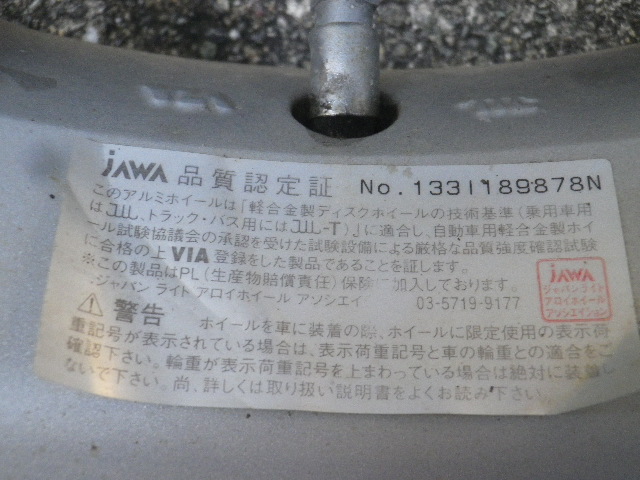 JAWA 品質認定証 No.1331189878N
このアルミホイールは「軽合金製ディスクホイールの技術基準(乗用車用
はJWL、トラック・バス用にはJWL-T)」に適合し、自動車用軽合金製ホイ
ール試験協議会の承認を受けた試験設備による厳格な品質強度確認試験
に合格の上VIA登録をした製品であることを証します。
※この製品はPL(生産物賠償責任)保険に加入しております。
ジャパン ライト アロイホイール アソシエイ 03-5719-9177
JAWA
ジャパンライト
アロイホイール
アソシエイション
警告 ホイールを車に装着の際、ホイールに限定使用の表示荷
重記号が表示されている場合は、表示荷重記号と車の輪重との適合をご
確認下さい。輪重が表示荷重記号を上まわっている場合は絶対に装着し
ないで下さい。尚、詳しくは取り扱い説明書をよくお読み下さい。